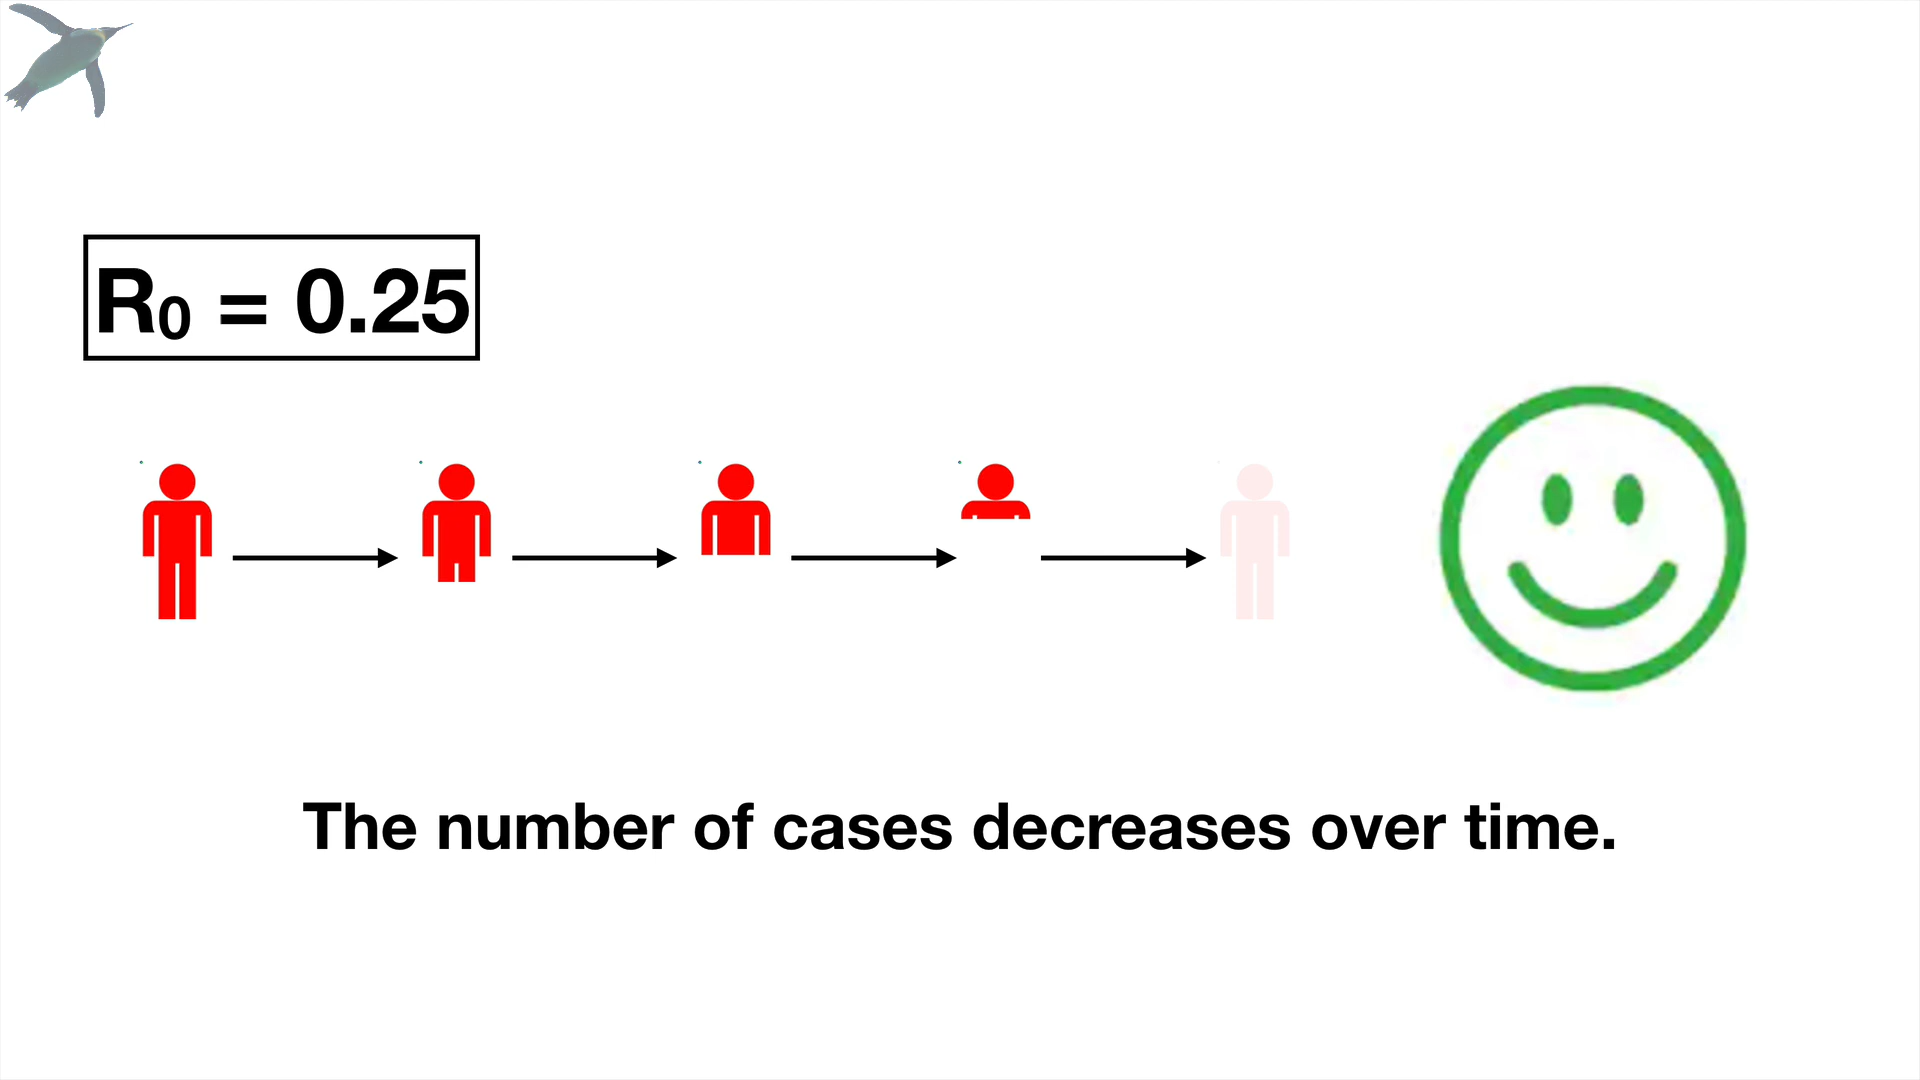 R₀ = 0.25
The number of cases decreases over time.